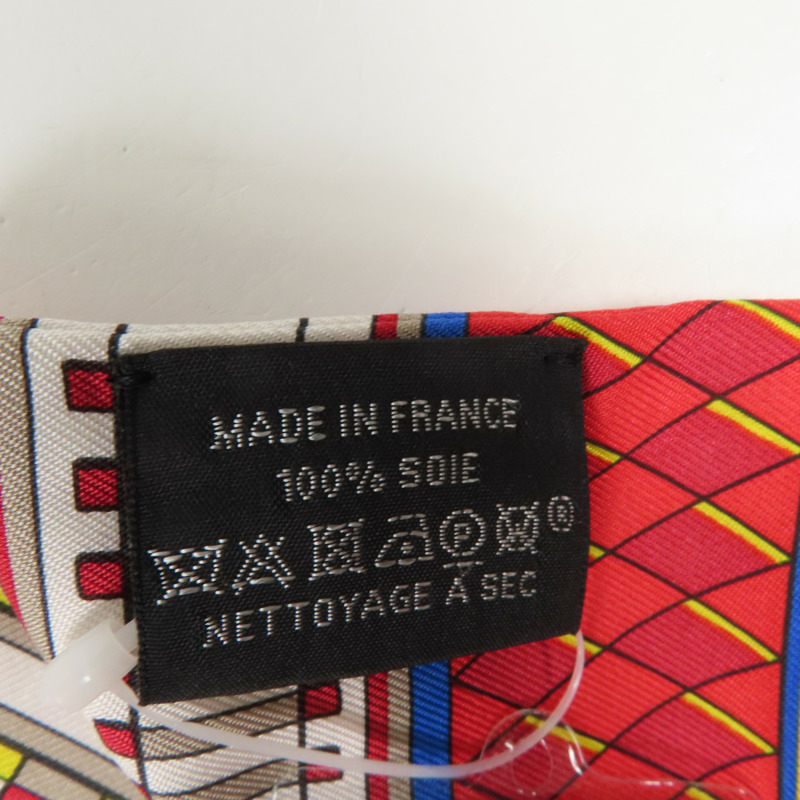 MADE IN FRANCE
100% SOIE
P ®
NETTOYAGE A SEC